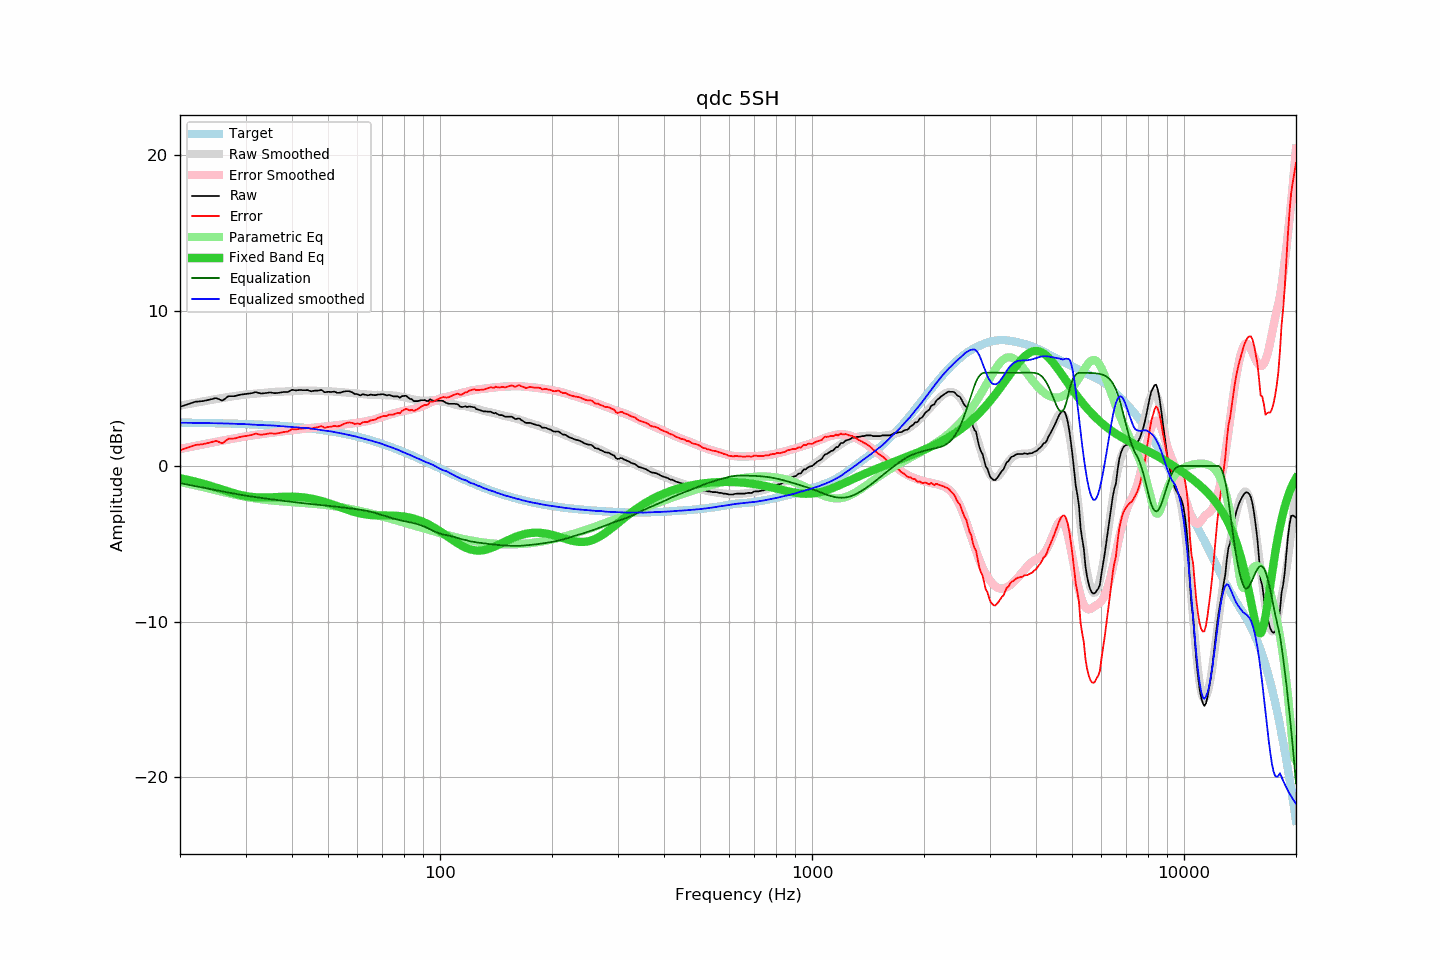 qdc 5SH
Target
Raw Smoothed
Error Smoothed
Raw
Error
Parametric Eq
Fixed Band Eq
Equalization
Equalized smoothed
20
10
0
−10
−20
Amplitude (dBr)
100
1000
10000
Frequency (Hz)